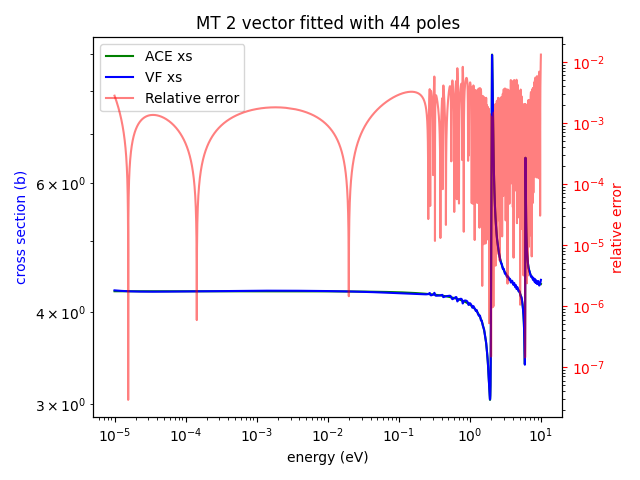 MT 2 vector fitted with 44 poles
ACE xs
VF xs
Relative error
cross section (b)
6 × 10⁰
4 × 10⁰
3 × 10⁰
10⁻²
10⁻³
10⁻⁴
10⁻⁵
10⁻⁶
10⁻⁷
relative error
10⁻⁵ 10⁻⁴ 10⁻³ 10⁻² 10⁻¹ 10⁰ 10¹
energy (eV)